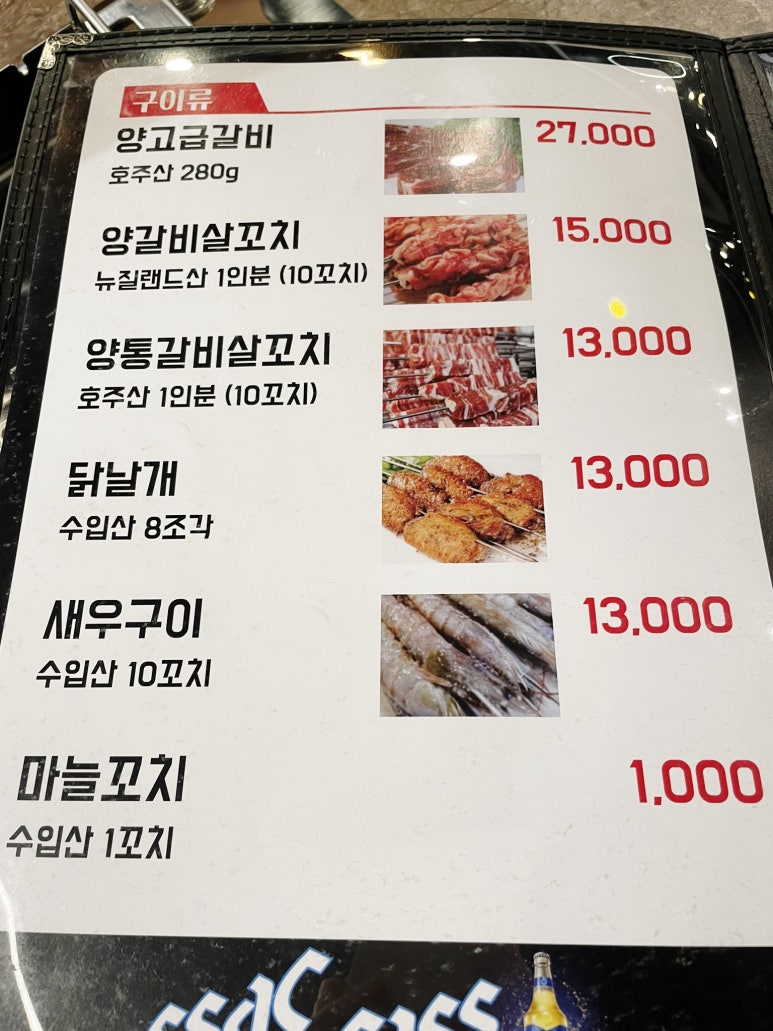 구이류
양고급갈비 27,000
호주산 280g
양갈비살꼬치 15,000
뉴질랜드산 1인분 (10꼬치)
양통갈비살꼬치 13,000
호주산 1인분 (10꼬치)
닭날개 13,000
수입산 8조각
새우구이 13,000
수입산 10꼬치
마늘꼬치 1,000
수입산 1꼬치